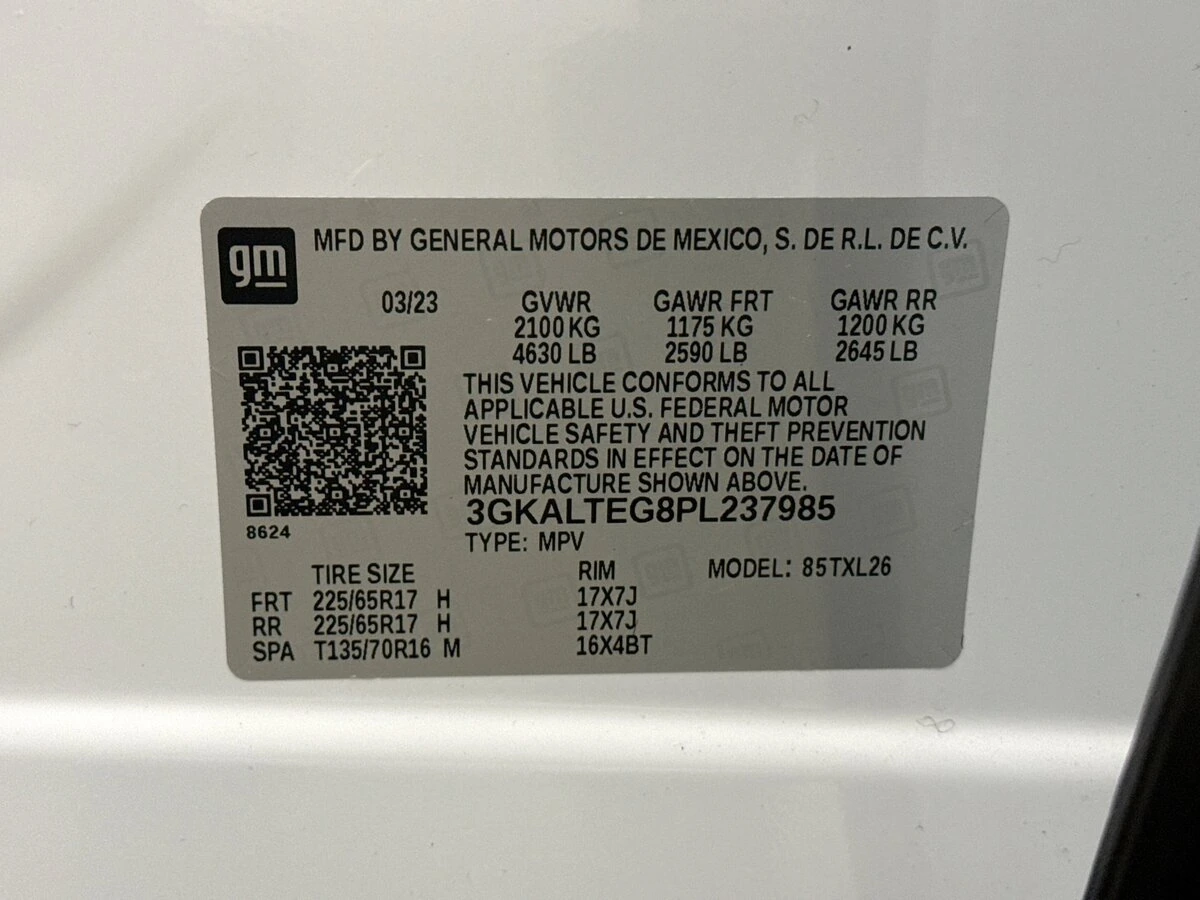 gm
MFD BY GENERAL MOTORS DE MEXICO, S. DE R.L. DE C.V.
03/23 GVWR GAWR FRT GAWR RR
2100 KG 1175 KG 1200 KG
4630 LB 2590 LB 2645 LB
THIS VEHICLE CONFORMS TO ALL
APPLICABLE U.S. FEDERAL MOTOR
VEHICLE SAFETY AND THEFT PREVENTION
STANDARDS IN EFFECT ON THE DATE OF
MANUFACTURE SHOWN ABOVE.
3GKALTEG8PL237985
8624
TYPE: MPV
TIRE SIZE RIM MODEL: 85TXL26
FRT 225/65R17 H 17X7J
RR 225/65R17 H 17X7J
SPA T135/70R16 M 16X4BT